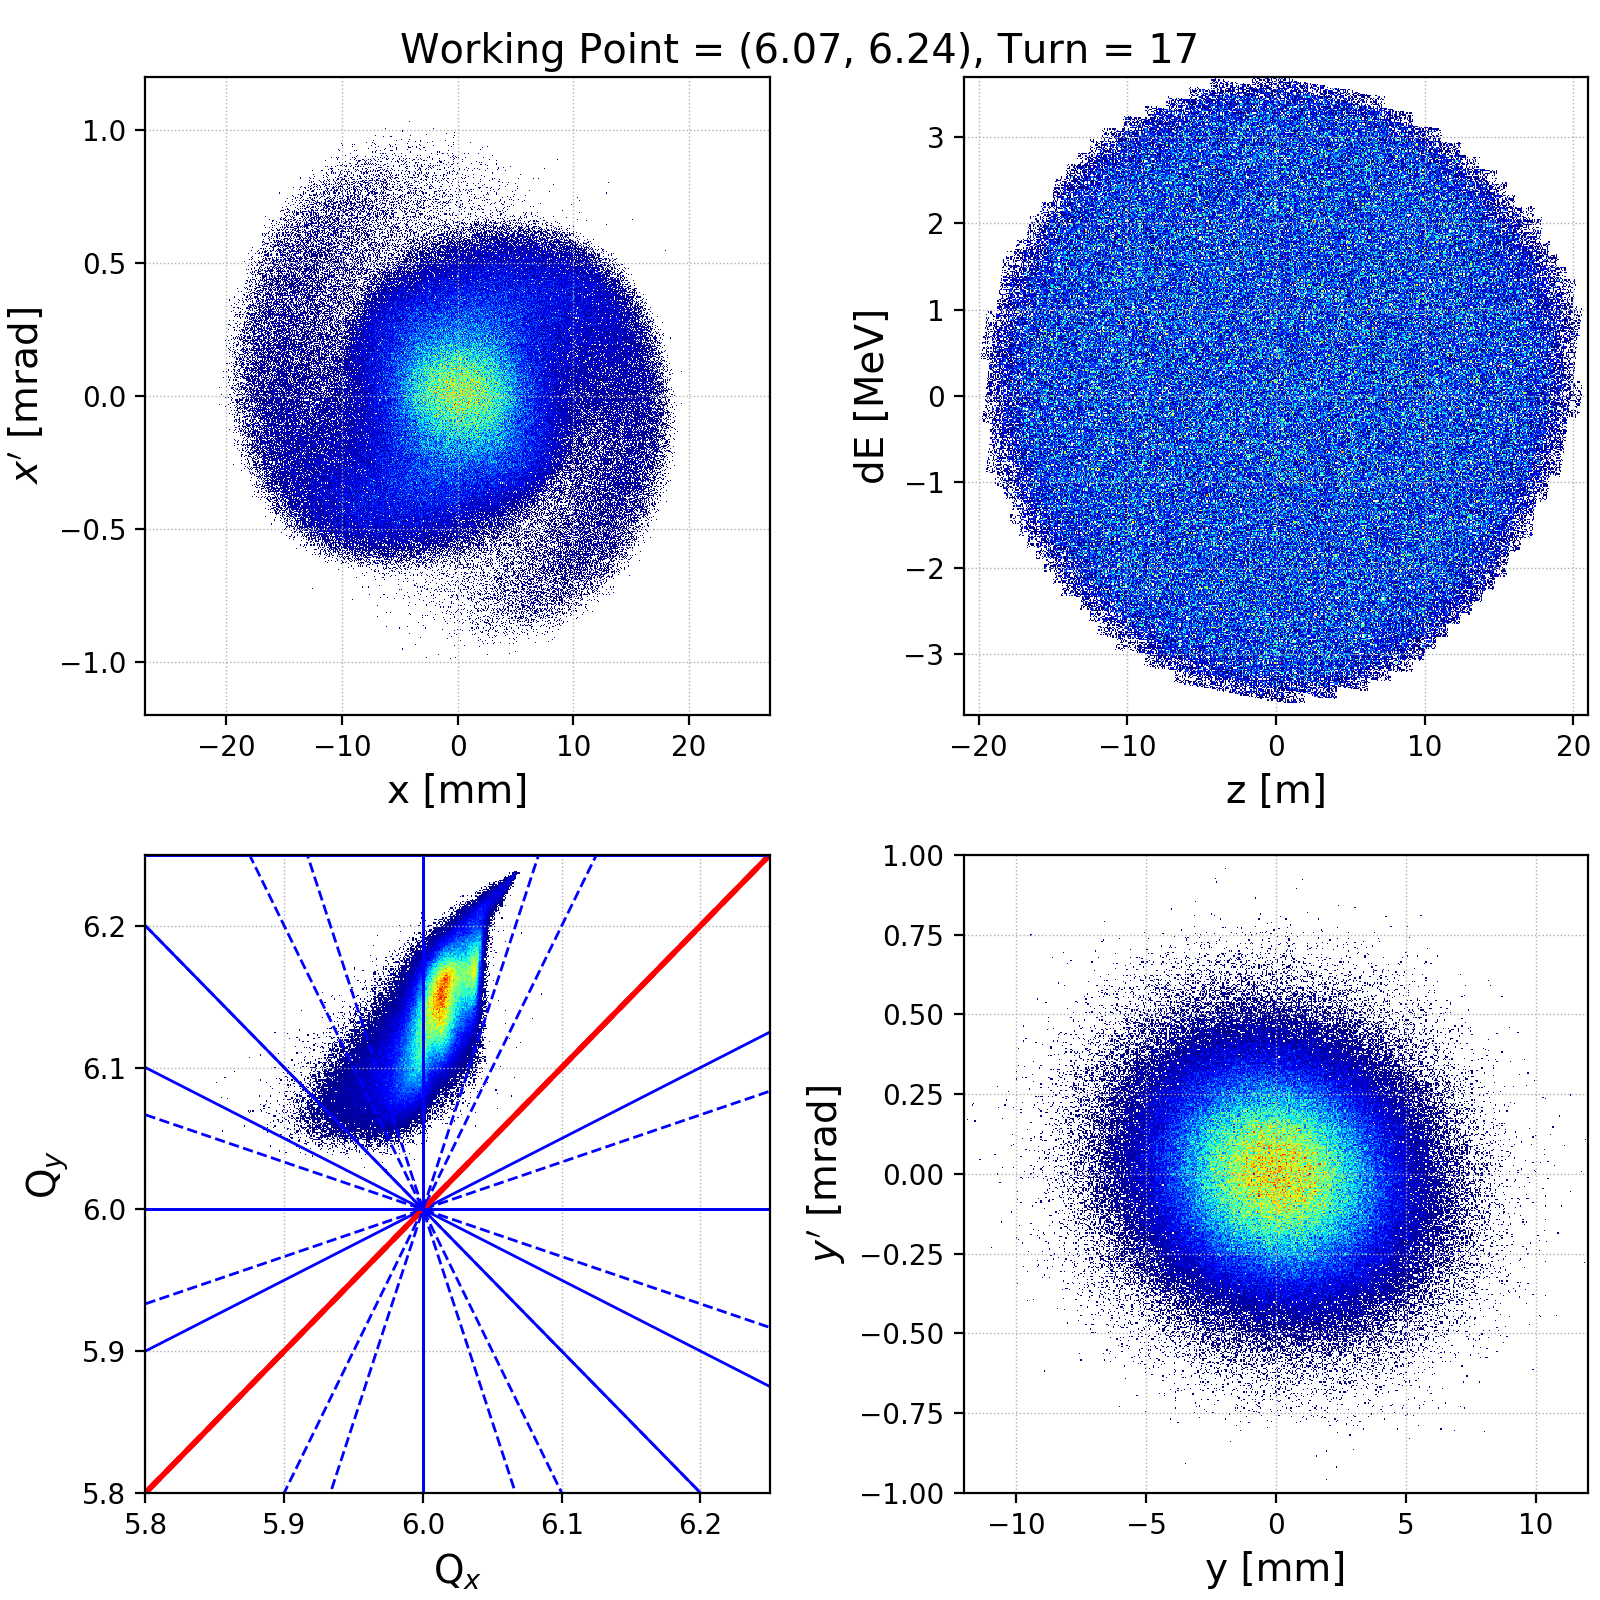 Working Point = (6.07, 6.24), Turn = 17
1.0
0.5
0.0
−0.5
−1.0
x′ [mrad]
−20 −10 0 10 20
x [mm]
3
2
1
0
−1
−2
−3
dE [MeV]
−20 −10 0 10 20
z [m]
6.2
6.1
6.0
5.9
5.8
Qy
5.8 5.9 6.0 6.1 6.2
Qx
1.00
0.75
0.50
0.25
0.00
−0.25
−0.50
−0.75
−1.00
y′ [mrad]
−10 −5 0 5 10
y [mm]